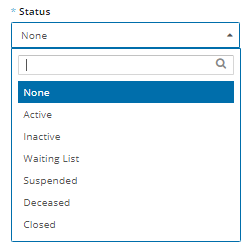 * Status
None
None
Active
Inactive
Waiting List
Suspended
Deceased
Closed